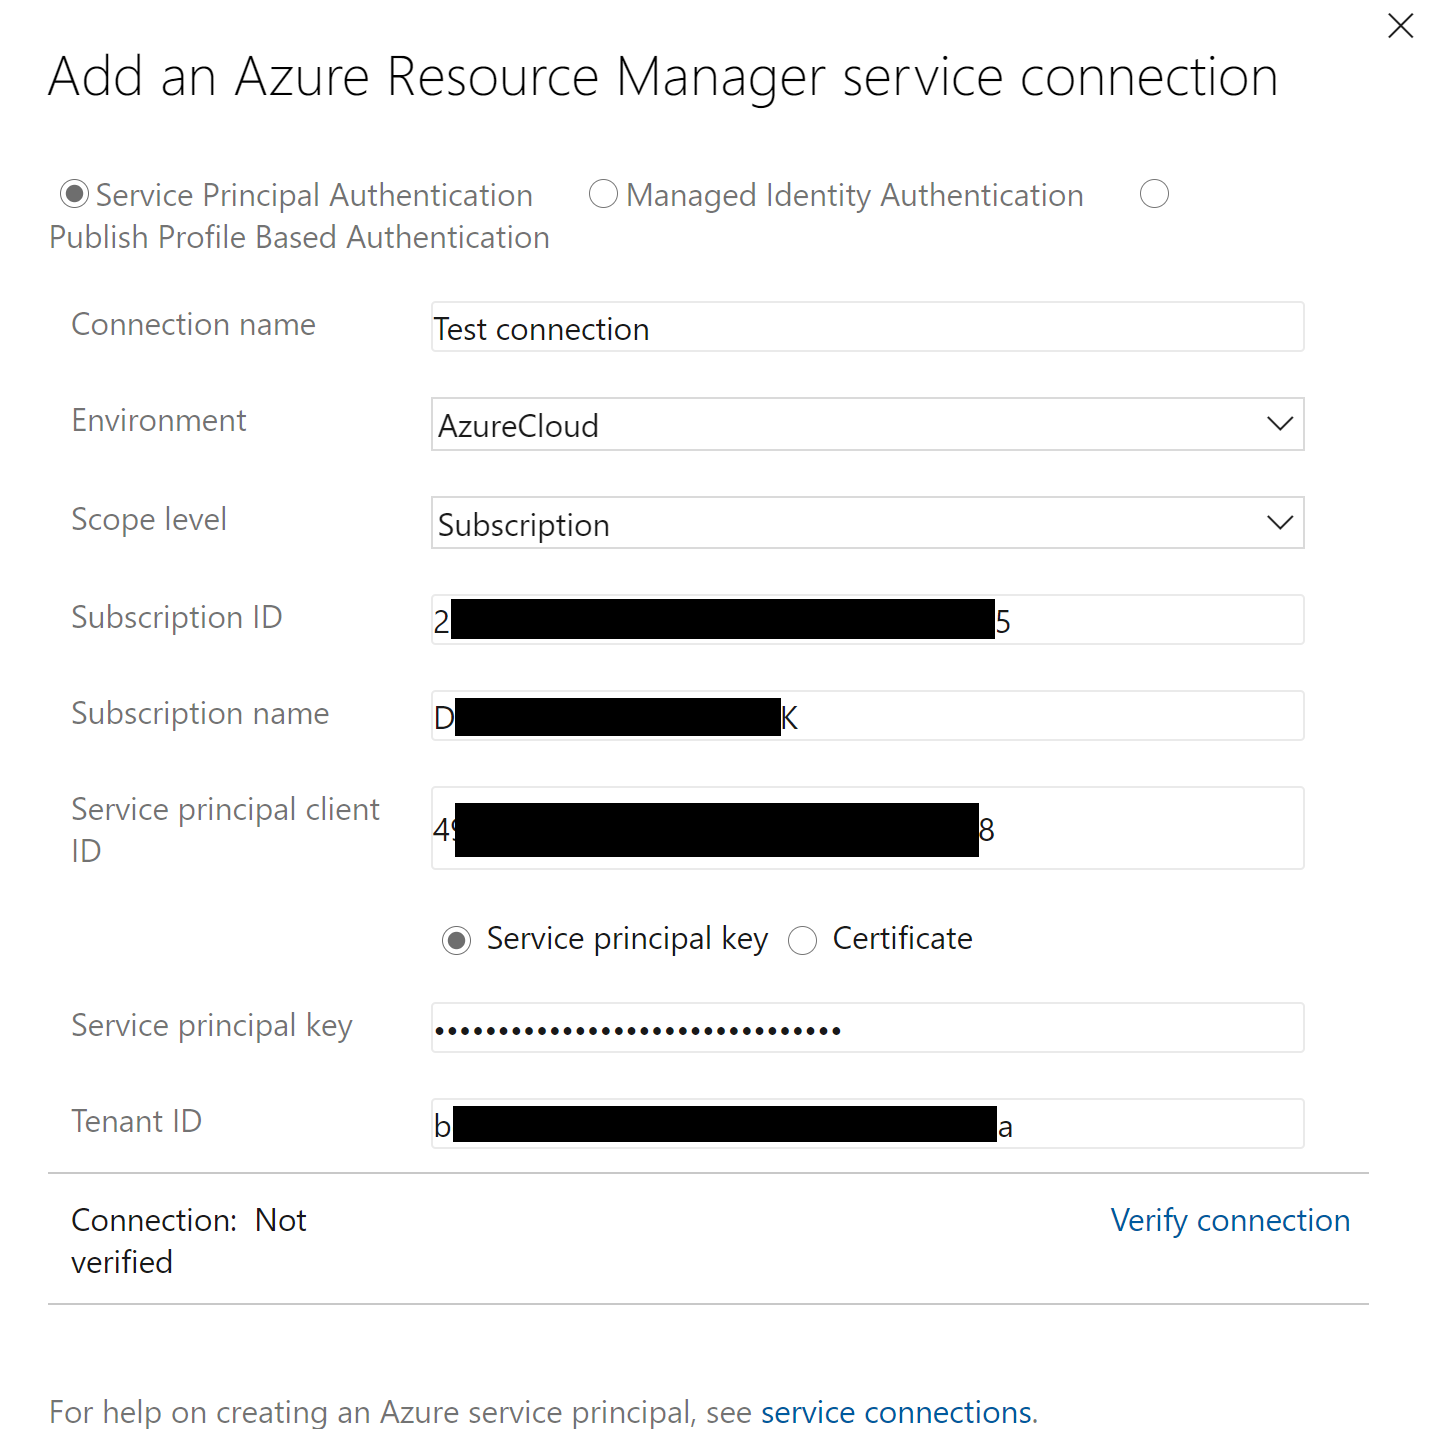 Add an Azure Resource Manager service connection
Service Principal Authentication Managed Identity Authentication
Publish Profile Based Authentication
Connection name Test connection
Environment AzureCloud
Scope level Subscription
Subscription ID 2 5
Subscription name D K
Service principal client
ID
4 8
Service principal key Certificate
Service principal key ••••••••••••••••••••••••••••••••
Tenant ID b a
Connection: Not
verified
Verify connection
For help on creating an Azure service principal, see service connections.